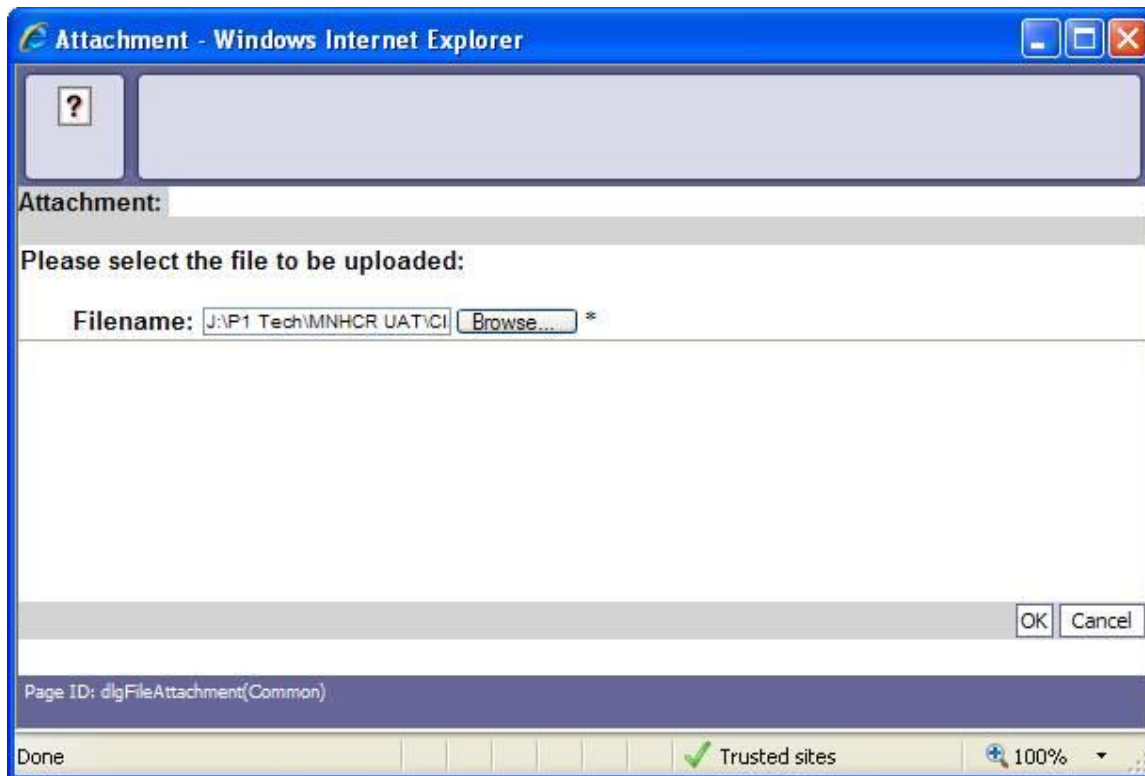 Attachment - Windows Internet Explorer
?
Attachment:
Please select the file to be uploaded:
Filename: J:\P1 Tech\MNHCR UAT\Cl Browse... *
OK Cancel
Page ID: dlgFileAttachment(Common)
Done Trusted sites 100%